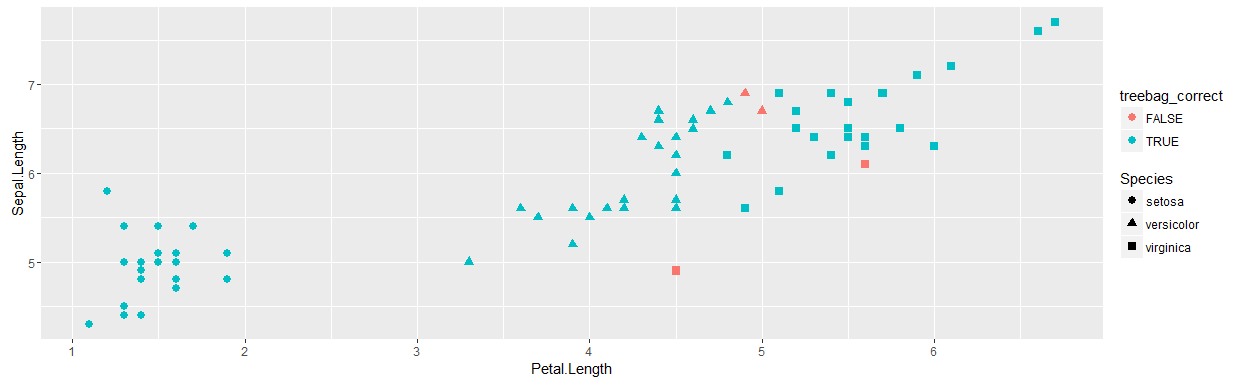 7
6
5
Sepal.Length
1 2 3 4 5 6
Petal.Length
treebag_correct
FALSE
TRUE
Species
setosa
versicolor
virginica